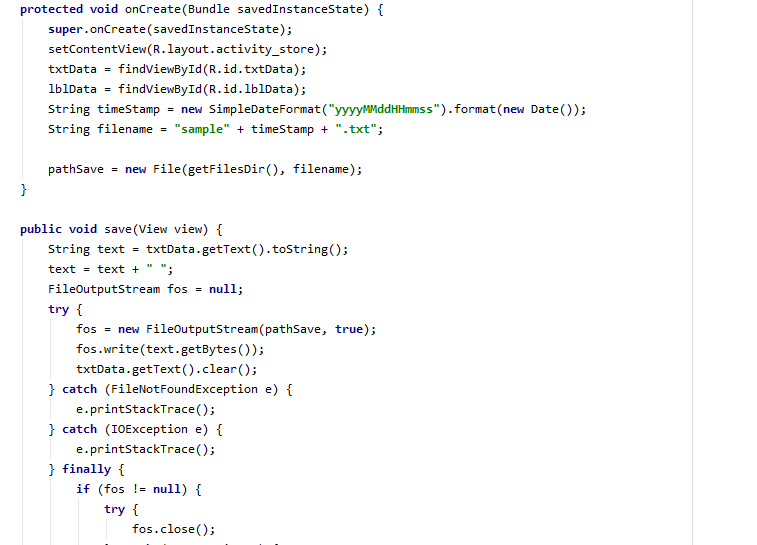 protected void onCreate(Bundle savedInstanceState) {
    super.onCreate(savedInstanceState);
    setContentView(R.layout.activity_store);
    txtData = findViewById(R.id.txtData);
    lblData = findViewById(R.id.lblData);
    String timeStamp = new SimpleDateFormat("yyyyMMddHHmmss").format(new Date());
    String filename = "sample" + timeStamp + ".txt";

    pathSave = new File(getFilesDir(), filename);
}

public void save(View view) {
    String text = txtData.getText().toString();
    text = text + " ";
    FileOutputStream fos = null;
    try {
        fos = new FileOutputStream(pathSave, true);
        fos.write(text.getBytes());
        txtData.getText().clear();
    } catch (FileNotFoundException e) {
        e.printStackTrace();
    } catch (IOException e) {
        e.printStackTrace();
    } finally {
        if (fos != null) {
            try {
                fos.close();